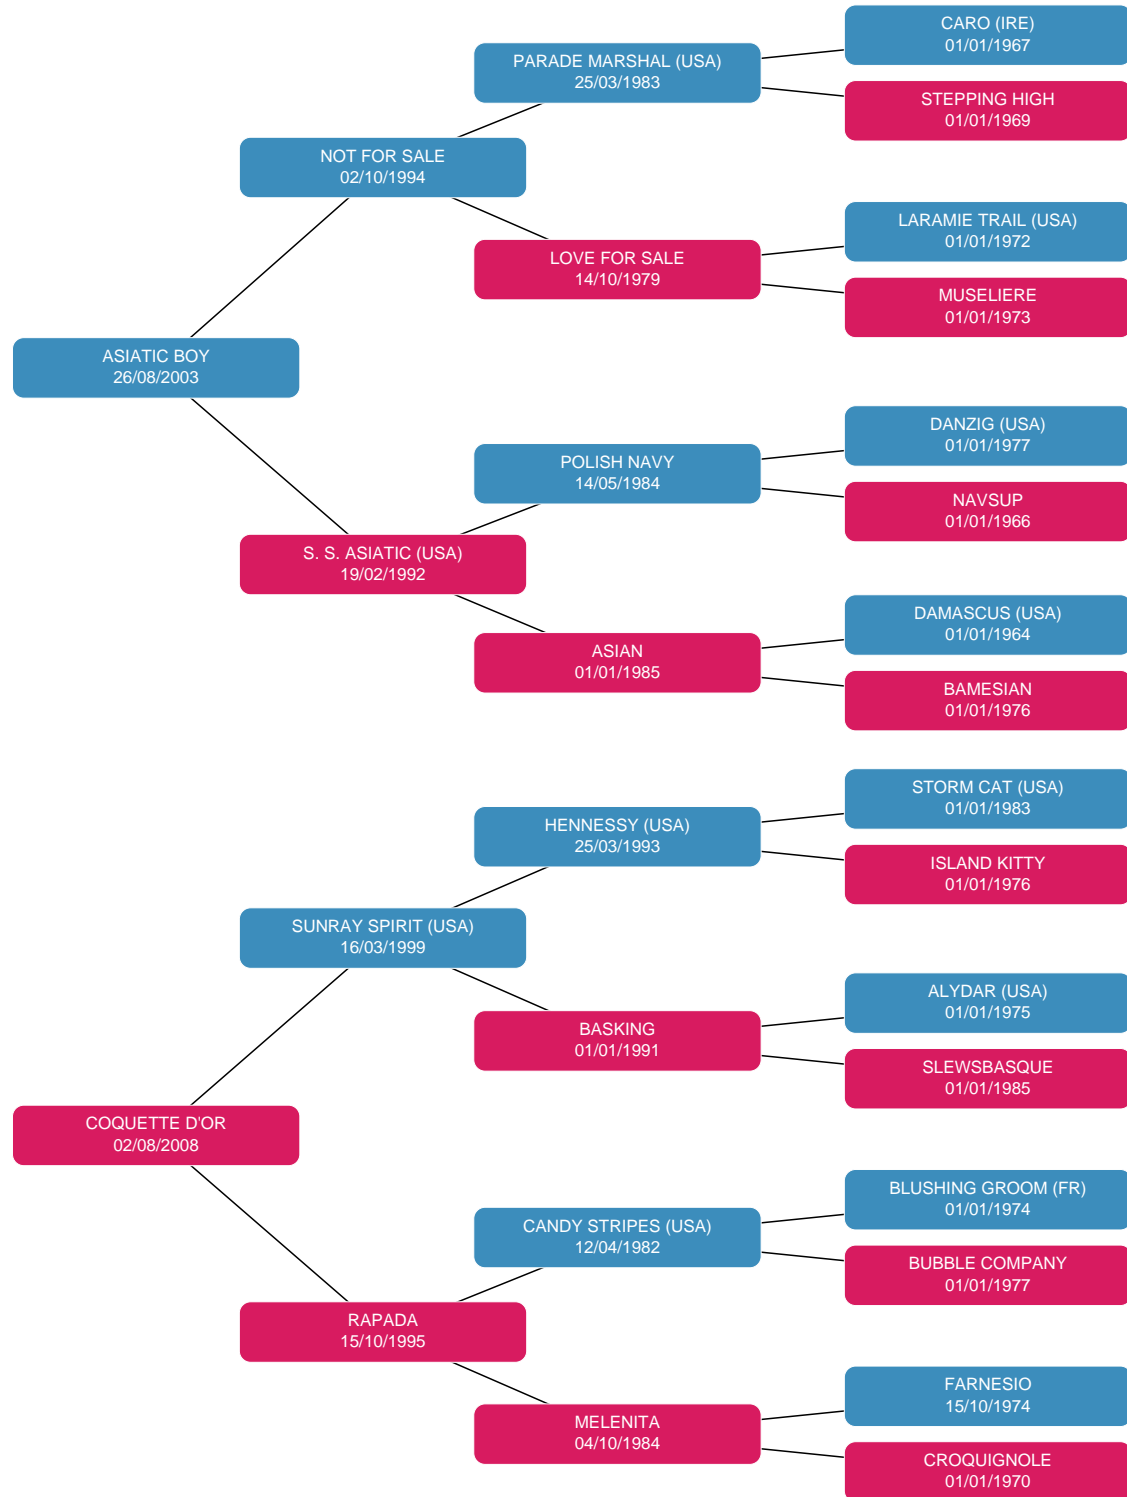 CARO (IRE)
01/01/1967
PARADE MARSHAL (USA)
25/03/1983
STEPPING HIGH
01/01/1969
NOT FOR SALE
02/10/1994
LARAMIE TRAIL (USA)
01/01/1972
LOVE FOR SALE
14/10/1979
MUSELIERE
01/01/1973
ASIATIC BOY
26/08/2003
DANZIG (USA)
01/01/1977
POLISH NAVY
14/05/1984
NAVSUP
01/01/1966
S. S. ASIATIC (USA)
19/02/1992
DAMASCUS (USA)
01/01/1964
ASIAN
01/01/1985
BAMESIAN
01/01/1976
STORM CAT (USA)
01/01/1983
HENNESSY (USA)
25/03/1993
ISLAND KITTY
01/01/1976
SUNRAY SPIRIT (USA)
16/03/1999
ALYDAR (USA)
01/01/1975
BASKING
01/01/1991
SLEWSBASQUE
01/01/1985
COQUETTE D'OR
02/08/2008
BLUSHING GROOM (FR)
01/01/1974
CANDY STRIPES (USA)
12/04/1982
BUBBLE COMPANY
01/01/1977
RAPADA
15/10/1995
FARNESIO
15/10/1974
MELENITA
04/10/1984
CROQUIGNOLE
01/01/1970